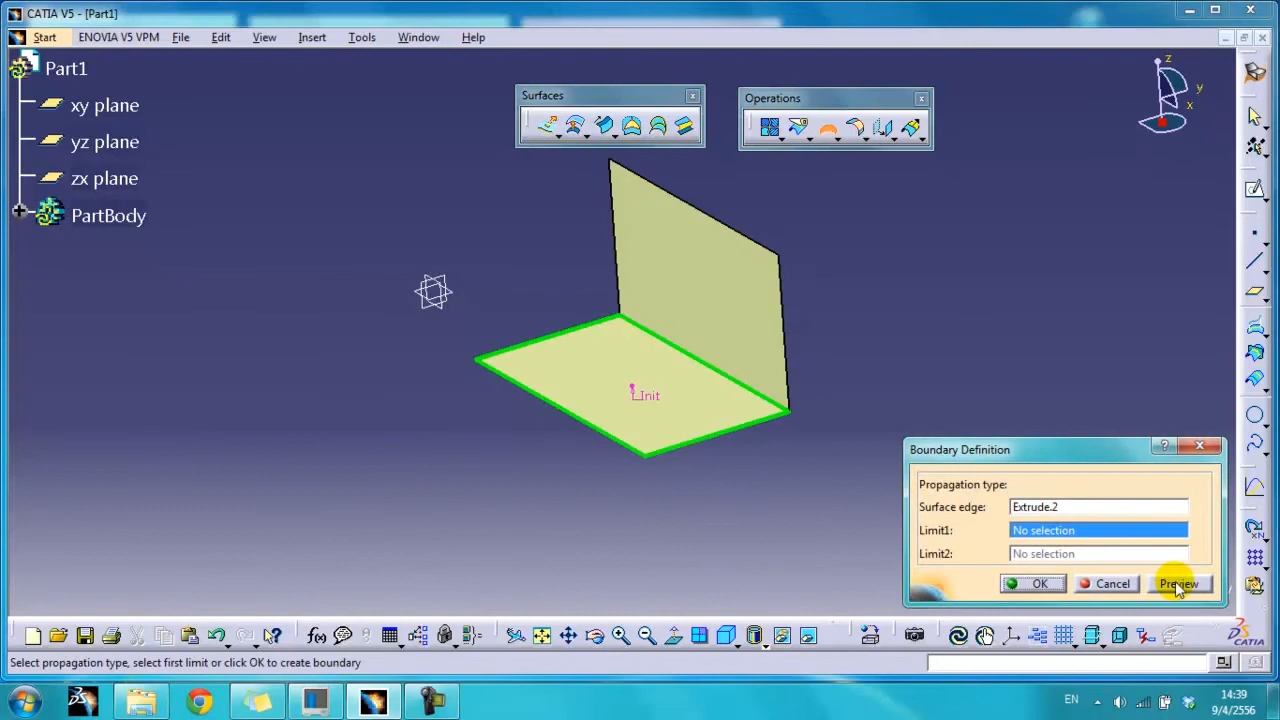 CATIA V5 - [Part1]
Start ENOVIA V5 VPM File Edit View Insert Tools Window Help
Part1
xy plane
yz plane
zx plane
PartBody
Surfaces
Operations
z
y
x
Init
Boundary Definition
Propagation type:
Surface edge: Extrude.2
Limit1: No selection
Limit2: No selection
OK Cancel Preview
f(x)
CATIA
Select propagation type, select first limit or click OK to create boundary
EN
14:39
9/4/2556